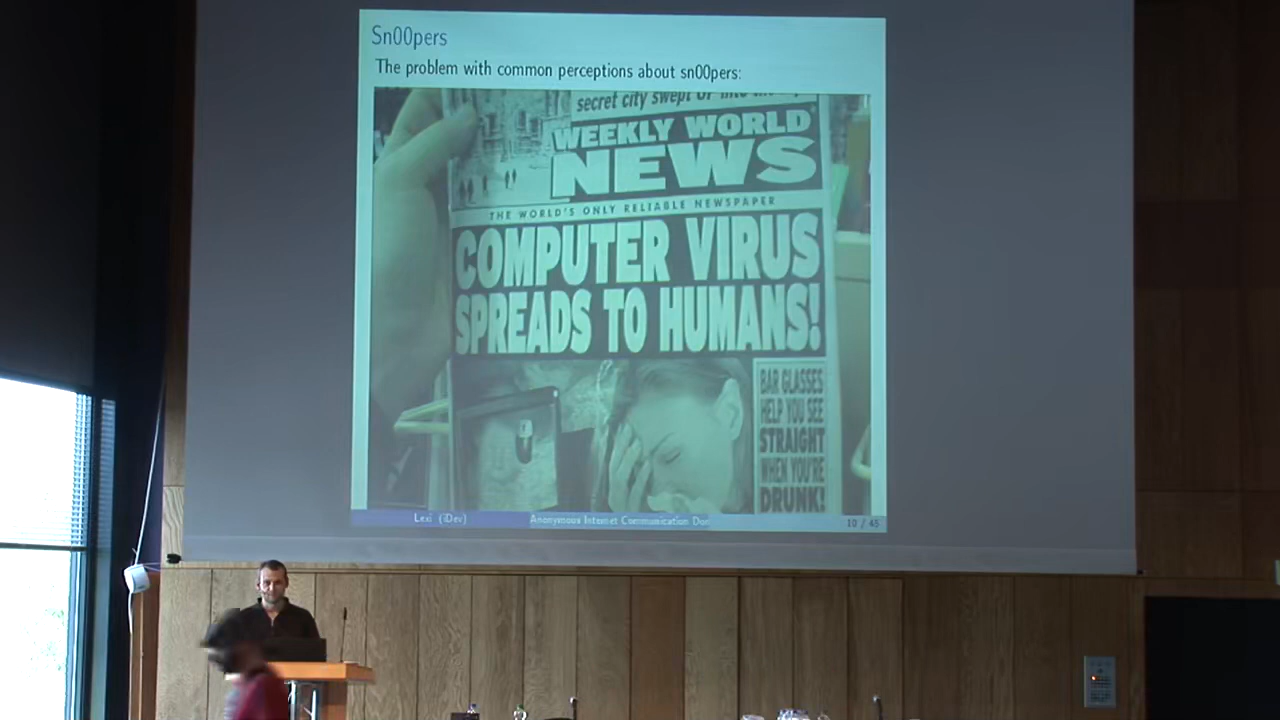 Sn00pers
The problem with common perceptions about sn00pers:
secret city swept
WEEKLY WORLD
NEWS
THE WORLD'S ONLY RELIABLE NEWSPAPER
COMPUTER VIRUS
SPREADS TO HUMANS!
BAR GLASSES
HELP YOU SEE
STRAIGHT
WHEN YOU'RE
DRUNK!
Lexi (iDev)
Anonymous Internet Communication Don
10 / 45